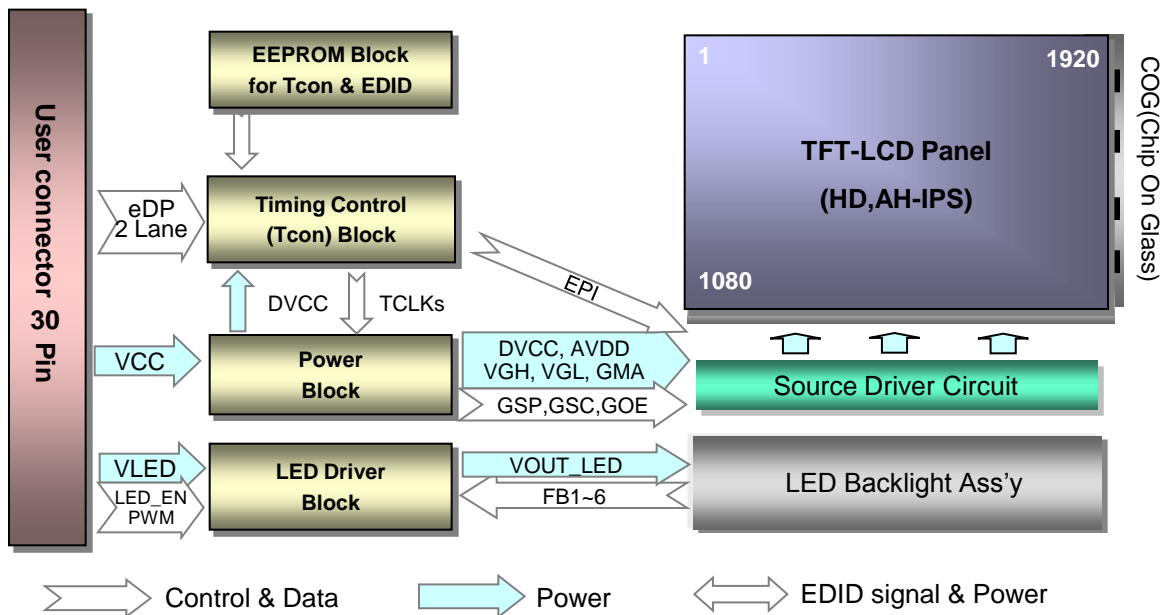 User connector 30 Pin
EEPROM Block
for Tcon & EDID
1
1920
TFT-LCD Panel
(HD,AH-IPS)
1080
COG(Chip On Glass)
eDP
2 Lane
Timing Control
(Tcon) Block
EPI
DVCC
TCLKs
VCC
Power
Block
DVCC, AVDD
VGH, VGL, GMA
GSP,GSC,GOE
Source Driver Circuit
VLED
LED_EN
PWM
LED Driver
Block
VOUT_LED
FB1~6
LED Backlight Ass’y
Control & Data
Power
EDID signal & Power